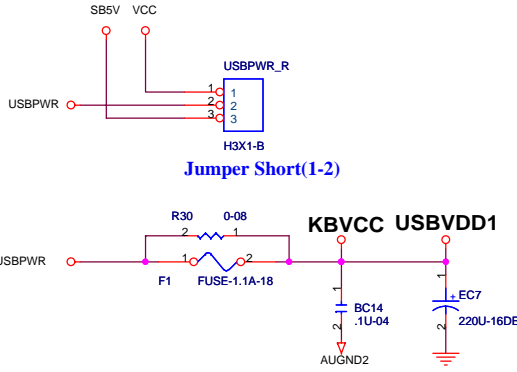 SB5V VCC
USBPWR_R
1 1
USBPWR 2 2
3 3
H3X1-B
Jumper Short(1-2)
R30 0-08
2 1
KBVCC USBVDD1
USBPWR 1 2
F1 FUSE-1.1A-18
1 1
BC14 + EC7
.1U-04 220U-16DE
2 2
AUGND2